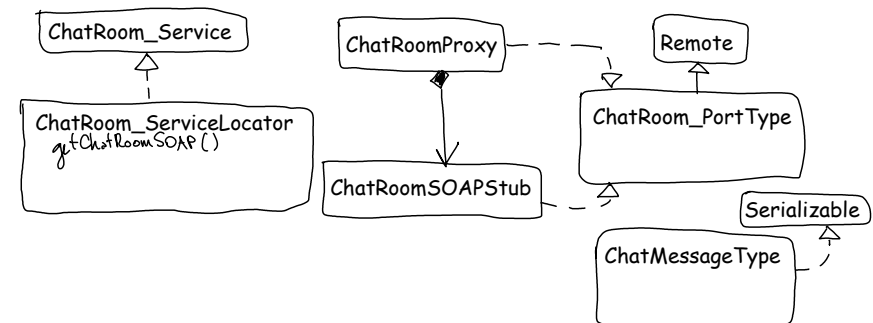 ChatRoom_Service
ChatRoomProxy
Remote
ChatRoom_ServiceLocator
getChatRoomSOAP()
ChatRoom_PortType
ChatRoomSOAPStub
Serializable
ChatMessageType